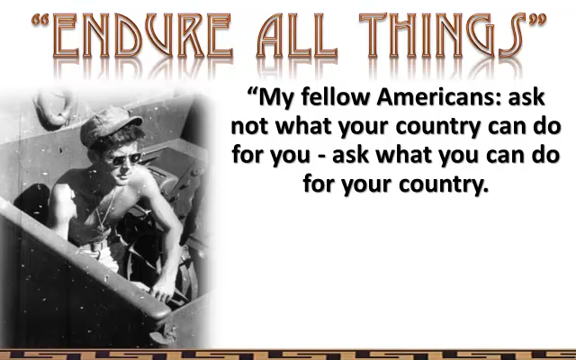 “ENDURE ALL THINGS”
“My fellow Americans: ask
not what your country can do
for you - ask what you can do
for your country.